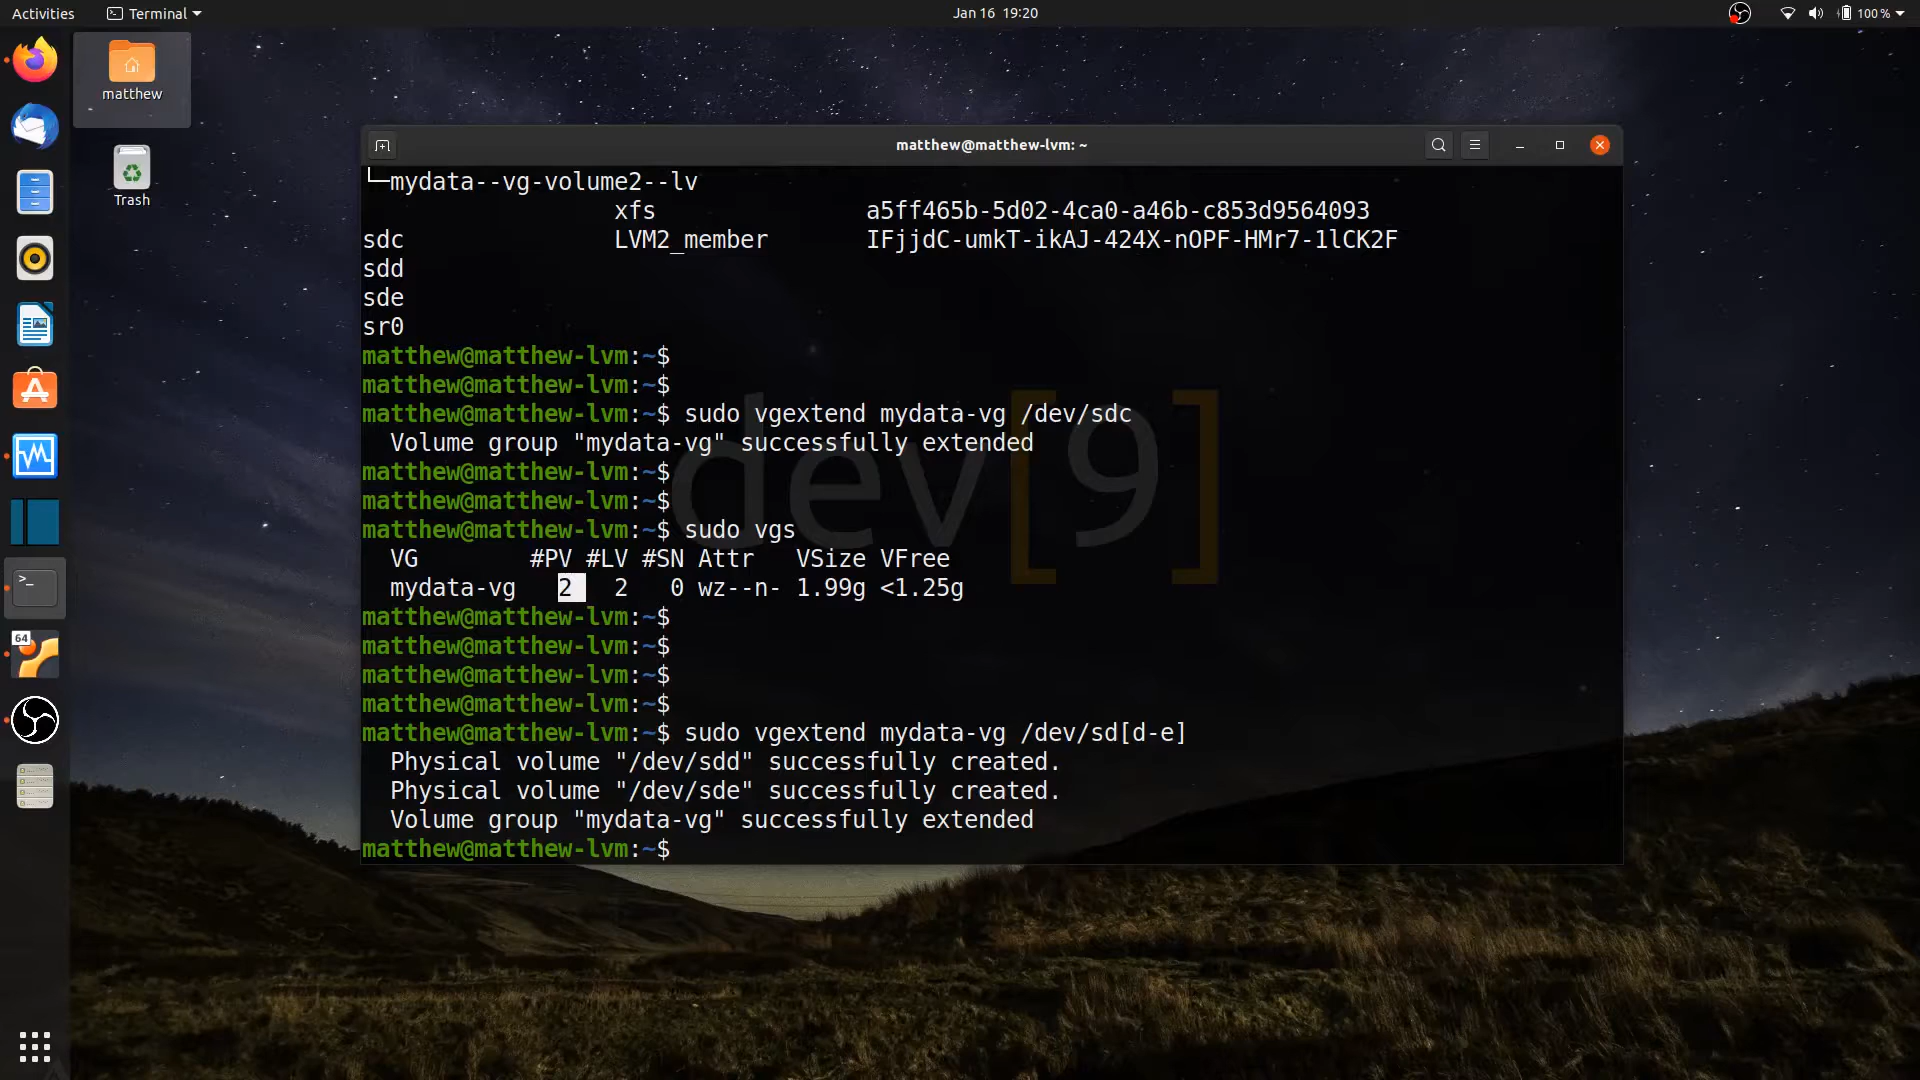 Activities
Terminal
Jan 16 19:20
100 %
matthew
Trash
matthew@matthew-lvm: ~
└─mydata--vg-volume2--lv
xfs a5ff465b-5d02-4ca0-a46b-c853d9564093
sdc LVM2_member IFjjdC-umkT-ikAJ-424X-nOPF-HMr7-1lCK2F
sdd
sde
sr0
matthew@matthew-lvm:~$
matthew@matthew-lvm:~$
matthew@matthew-lvm:~$ sudo vgextend mydata-vg /dev/sdc
Volume group "mydata-vg" successfully extended
matthew@matthew-lvm:~$
matthew@matthew-lvm:~$
matthew@matthew-lvm:~$ sudo vgs
VG #PV #LV #SN Attr VSize VFree
mydata-vg 2 2 0 wz--n- 1.99g <1.25g
matthew@matthew-lvm:~$
matthew@matthew-lvm:~$
matthew@matthew-lvm:~$
matthew@matthew-lvm:~$
matthew@matthew-lvm:~$ sudo vgextend mydata-vg /dev/sd[d-e]
Physical volume "/dev/sdd" successfully created.
Physical volume "/dev/sde" successfully created.
Volume group "mydata-vg" successfully extended
matthew@matthew-lvm:~$
dev[9]
64